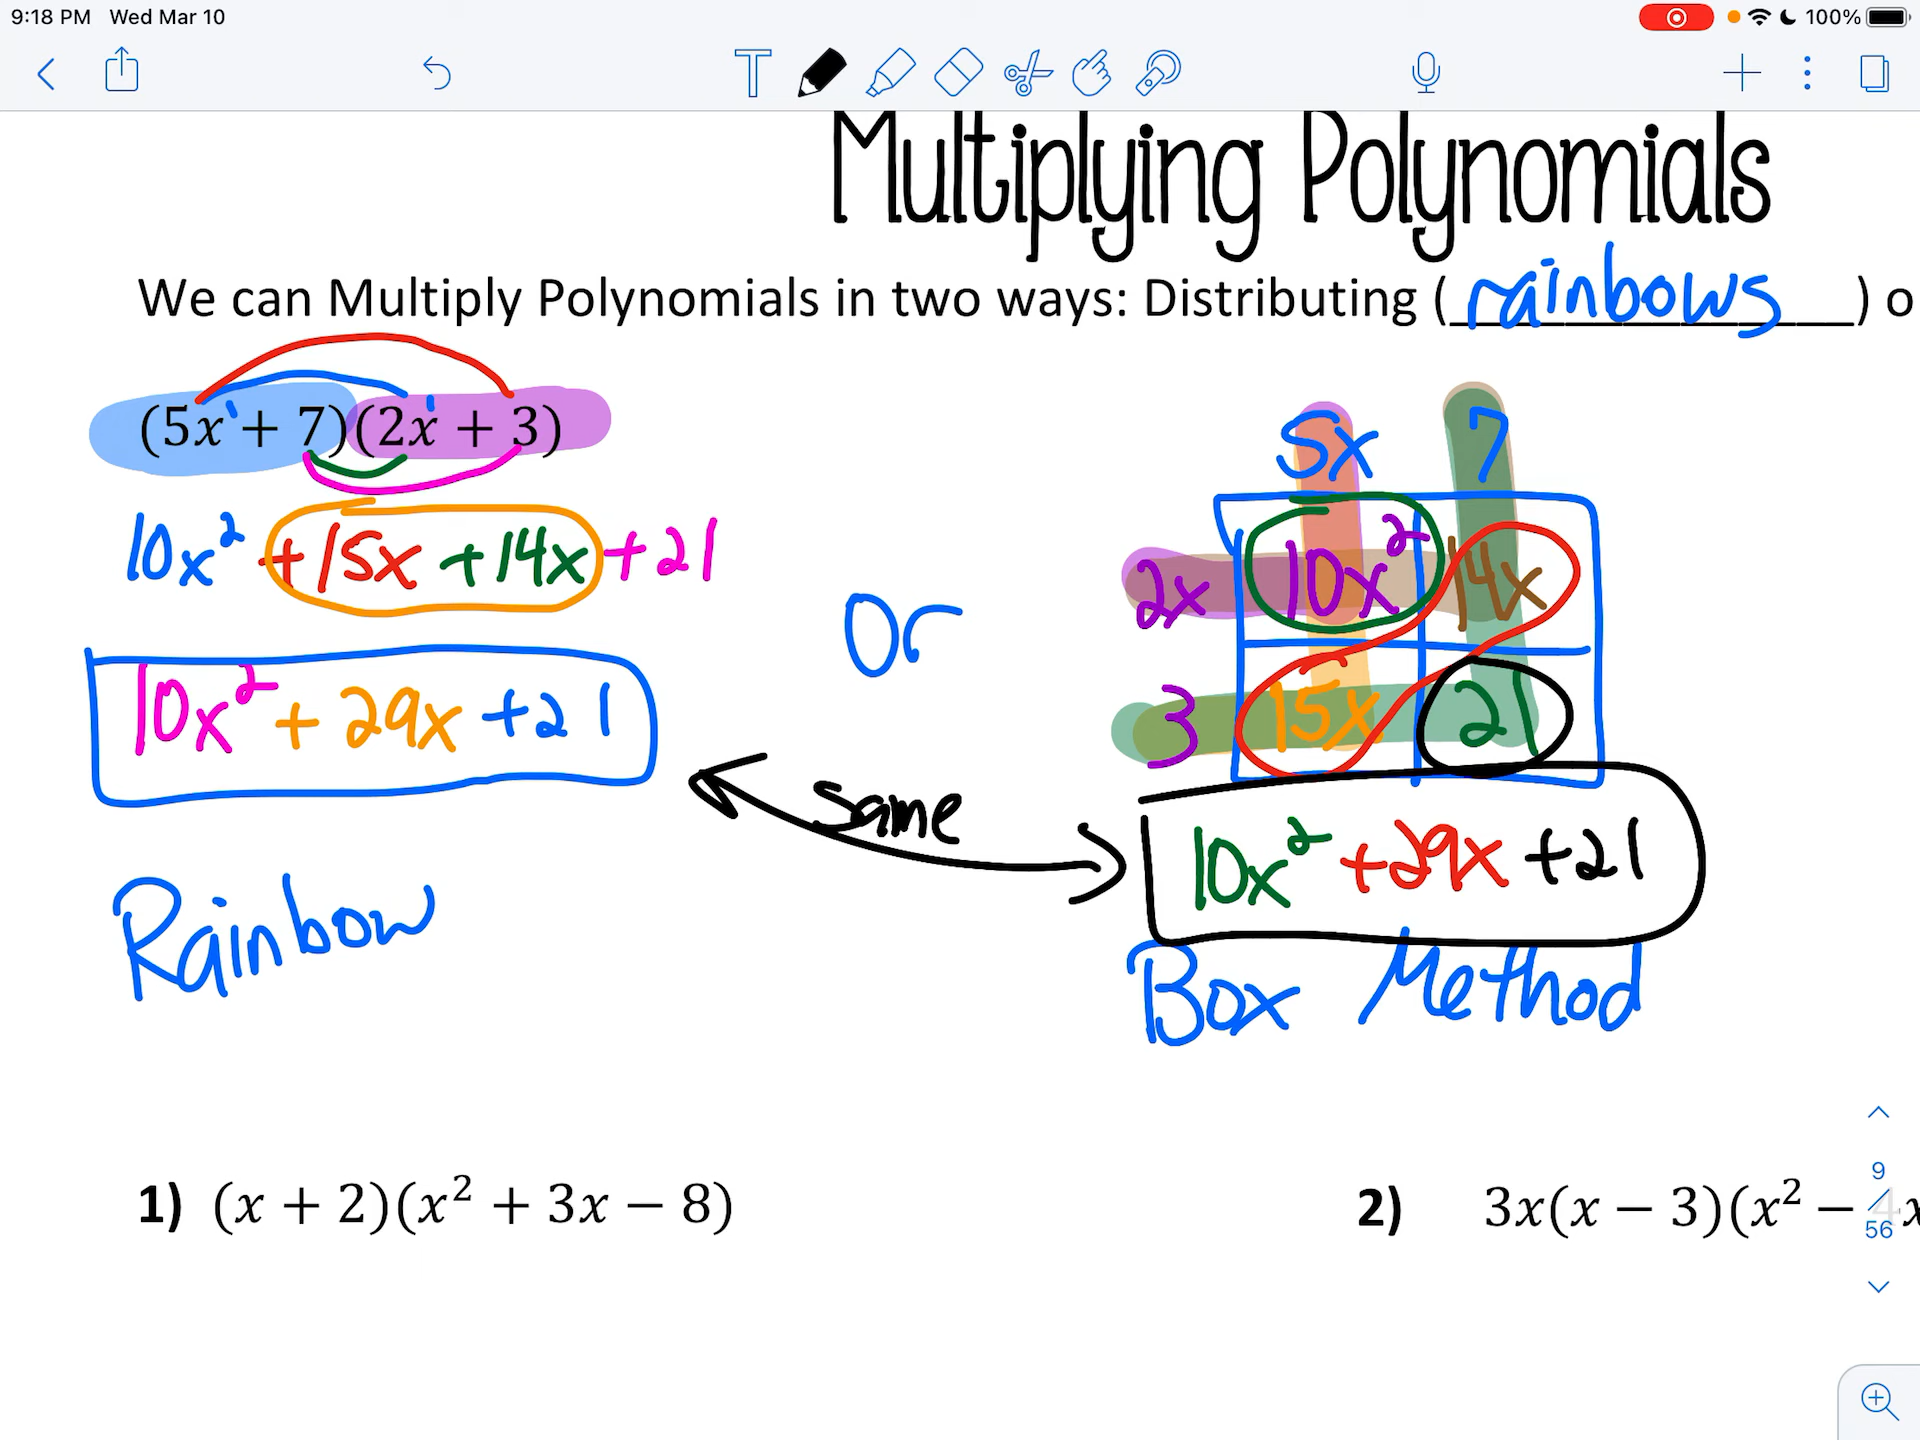 9:18 PM Wed Mar 10
100%
T
Multiplying Polynomials
We can Multiply Polynomials in two ways: Distributing (rainbows) o
(5x + 7)(2x + 3)
10x² +15x +14x +21
10x² + 29x +21
Rainbow
or
same
5x 7
2x 10x² 14x
3 15x 21
10x² +29x +21
Box Method
1) (x + 2)(x² + 3x − 8)
2) 3x(x − 3)(x² − 4x
9/56